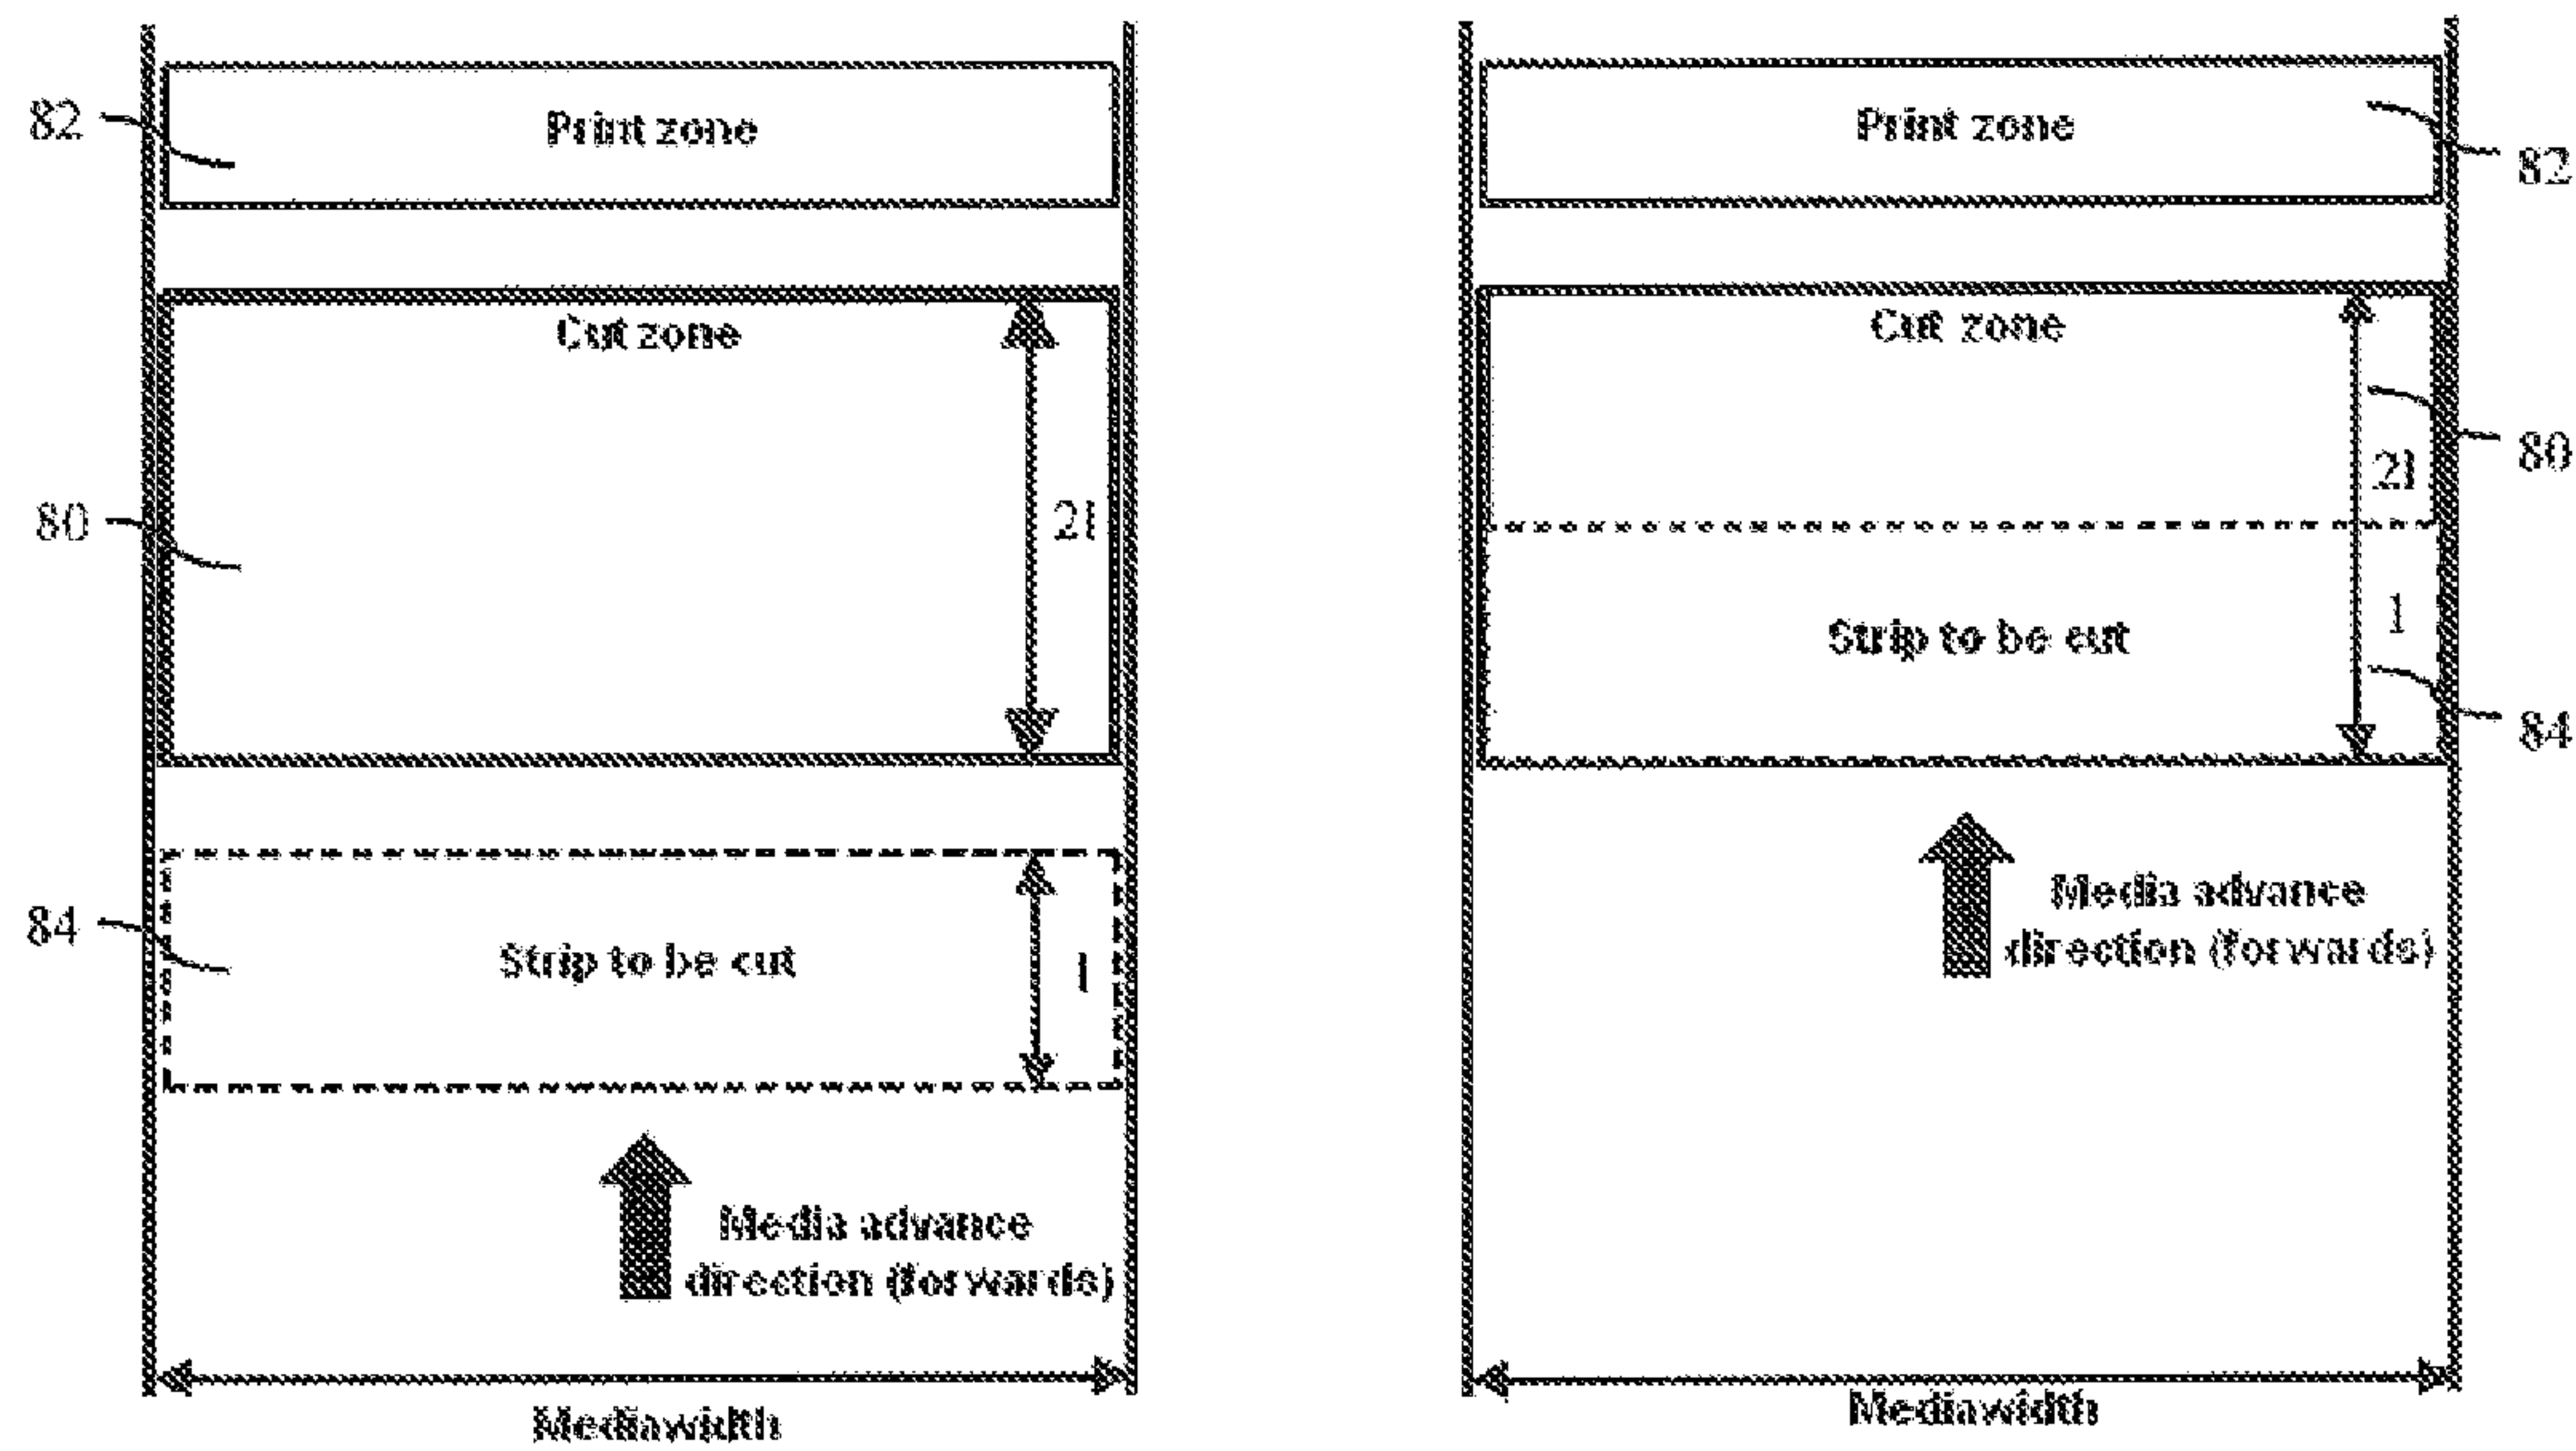 82
Print zone
Cut zone
80
2l
84
Strip to be cut
l
Media advance
direction (forwards)
Mediawidth
Print zone
82
Cut zone
80
2l
Strip to be cut
l
84
Media advance
direction (forwards)
Mediawidth